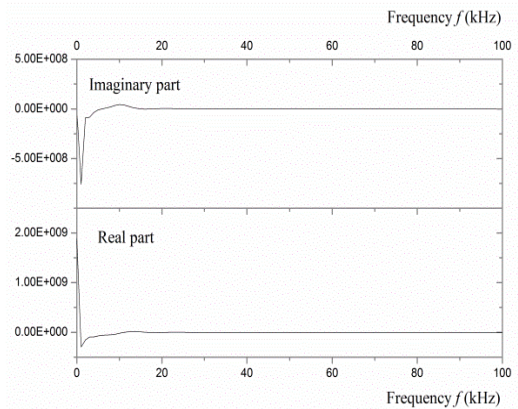 Frequency f (kHz)
0 20 40 60 80 100
5.00E+008
Imaginary part
0.00E+000
-5.00E+008
2.00E+009
Real part
1.00E+009
0.00E+000
0 20 40 60 80 100
Frequency f (kHz)